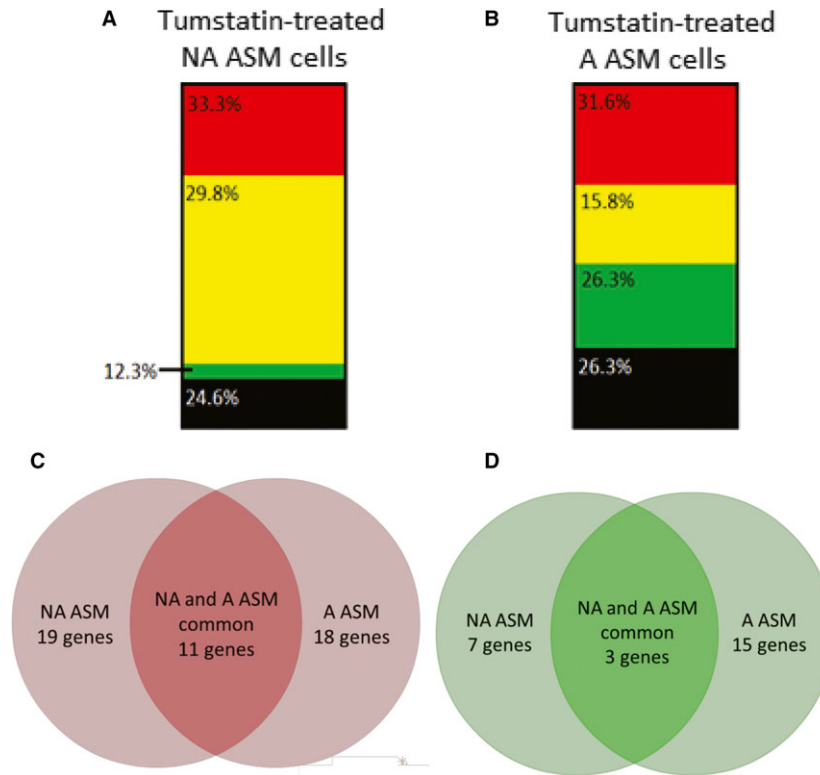 A
Tumstatin-treated
NA ASM cells
33.3%
29.8%
12.3%
24.6%
B
Tumstatin-treated
A ASM cells
31.6%
15.8%
26.3%
26.3%
C
NA ASM
19 genes
NA and A ASM
common
11 genes
A ASM
18 genes
D
NA ASM
7 genes
NA and A ASM
common
3 genes
A ASM
15 genes